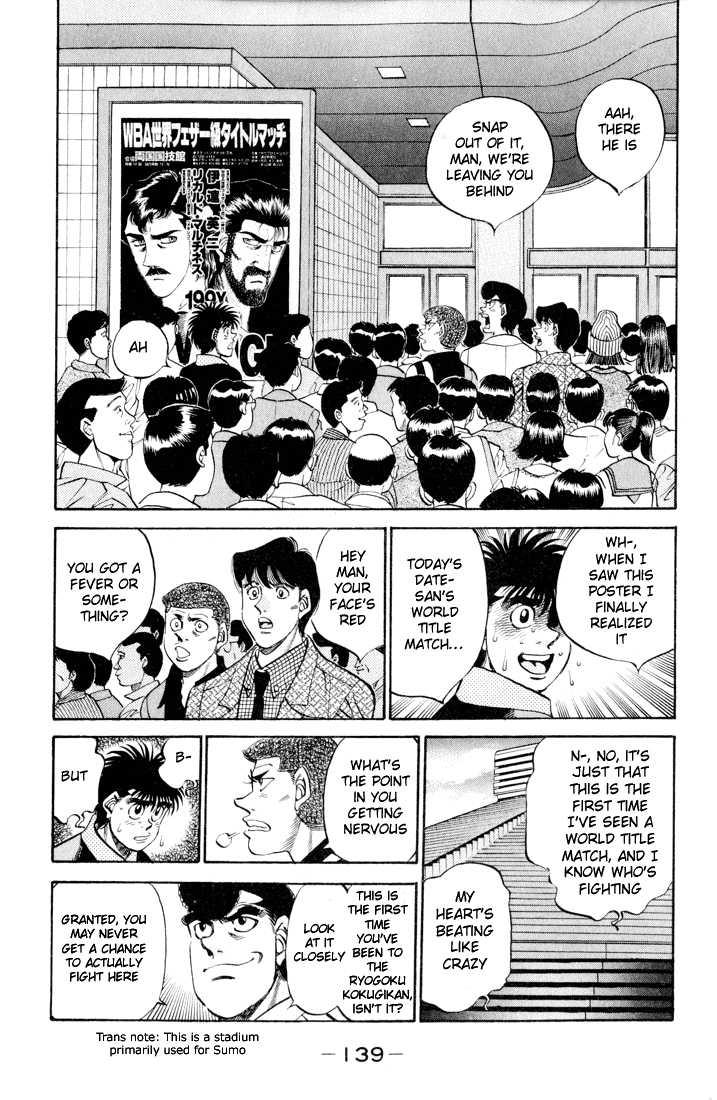 AAH,
THERE
HE IS
SNAP
OUT OF IT,
MAN, WE'RE
LEAVING YOU
BEHIND
WBA世界フェザー級タイトルマッチ
両国国技館
伊達英二
リカルド・マルチネス
199X
AH
WH-,
WHEN I
SAW THIS
POSTER I
FINALLY
REALIZED
IT
TODAY'S
DATE-
SAN'S
WORLD
TITLE
MATCH...
HEY
MAN,
YOUR
FACE'S
RED
YOU GOT A
FEVER OR
SOME-
THING?
N-, NO, IT'S
JUST THAT
THIS IS THE
FIRST TIME
I'VE SEEN A
WORLD TITLE
MATCH, AND I
KNOW WHO'S
FIGHTING
MY
HEART'S
BEATING
LIKE
CRAZY
WHAT'S
THE POINT
IN YOU
GETTING
NERVOUS
B-
BUT
THIS IS
THE FIRST
TIME
YOU'VE
BEEN TO
THE
RYOGOKU
KOKUGIKAN,
ISN'T IT?
LOOK
AT IT
CLOSELY
GRANTED, YOU
MAY NEVER
GET A CHANCE
TO ACTUALLY
FIGHT HERE
Trans note: This is a stadium
primarily used for Sumo
— 139 —